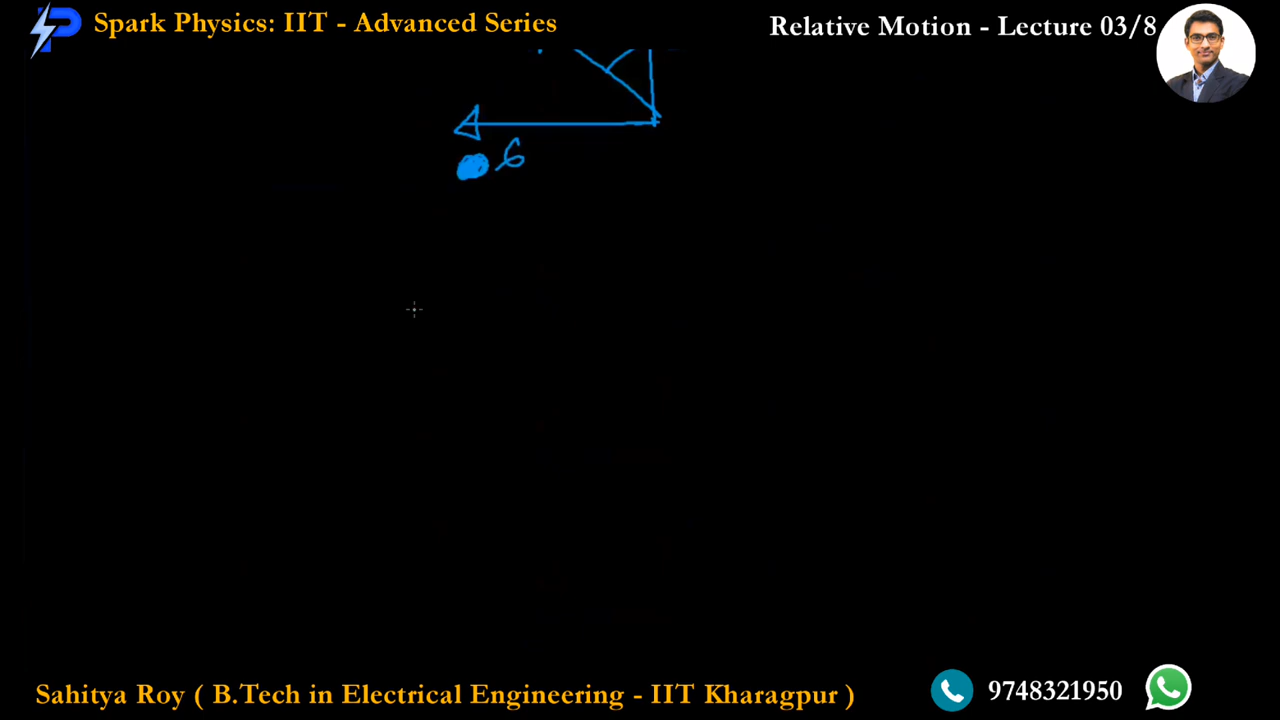 Spark Physics: IIT - Advanced Series
Relative Motion - Lecture 03/8
6
Sahitya Roy ( B.Tech in Electrical Engineering - IIT Kharagpur )
9748321950